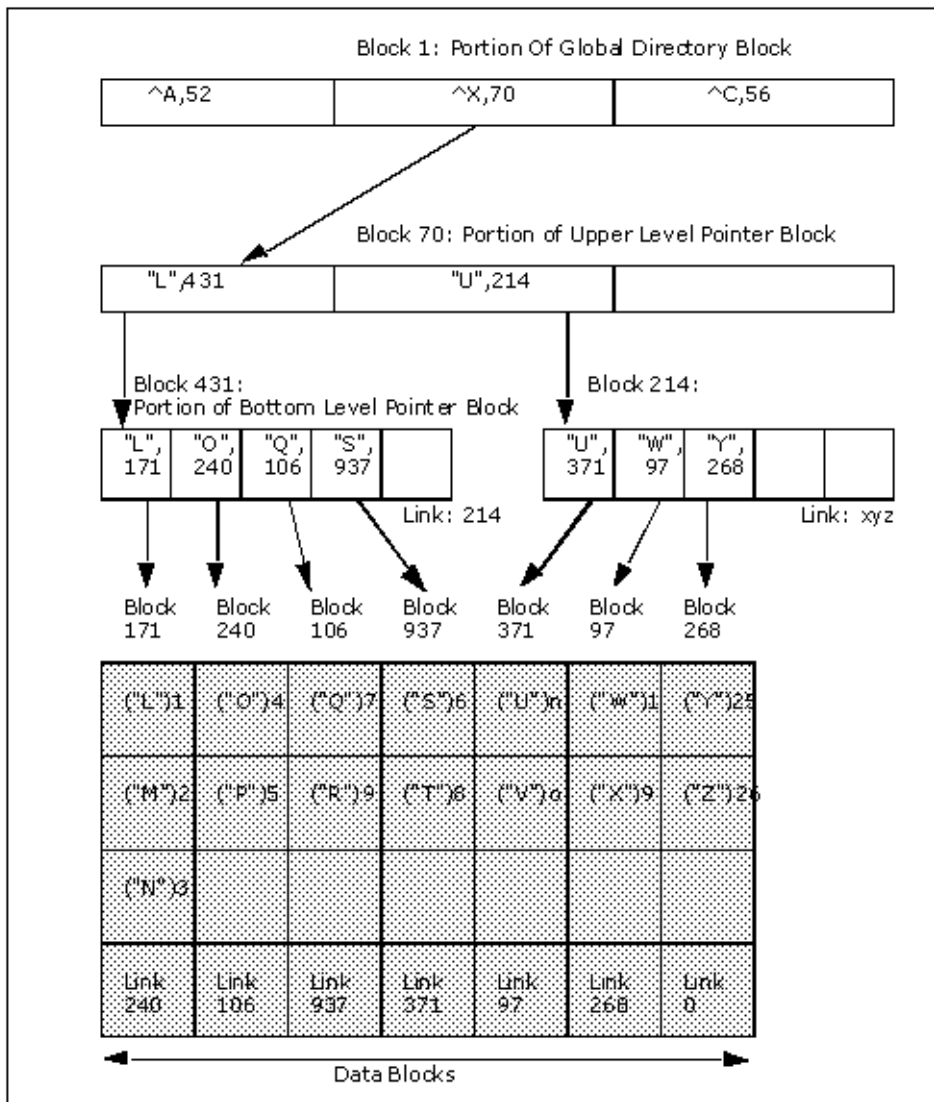 Block 1: Portion Of Global Directory Block
^A,52 ^X,70 ^C,56
Block 70: Portion of Upper Level Pointer Block
"L",431 "U",214
Block 431:
Portion of Bottom Level Pointer Block
Block 214:
"L", "O", "Q", "S", "U", "W", "Y",
171 240 106 937 371 97 268
Link: 214 Link: xyz
Block Block Block Block Block Block Block
171 240 106 937 371 97 268
("L")1 ("O")4 ("Q")7 ("S")6 ("U")n ("W")1 ("Y")25
("M")2 ("P")5 ("R")9 ("T")8 ("V")o ("X")9 ("Z")26
("N")3
Link Link Link Link Link Link Link
240 106 937 371 97 268 0
Data Blocks